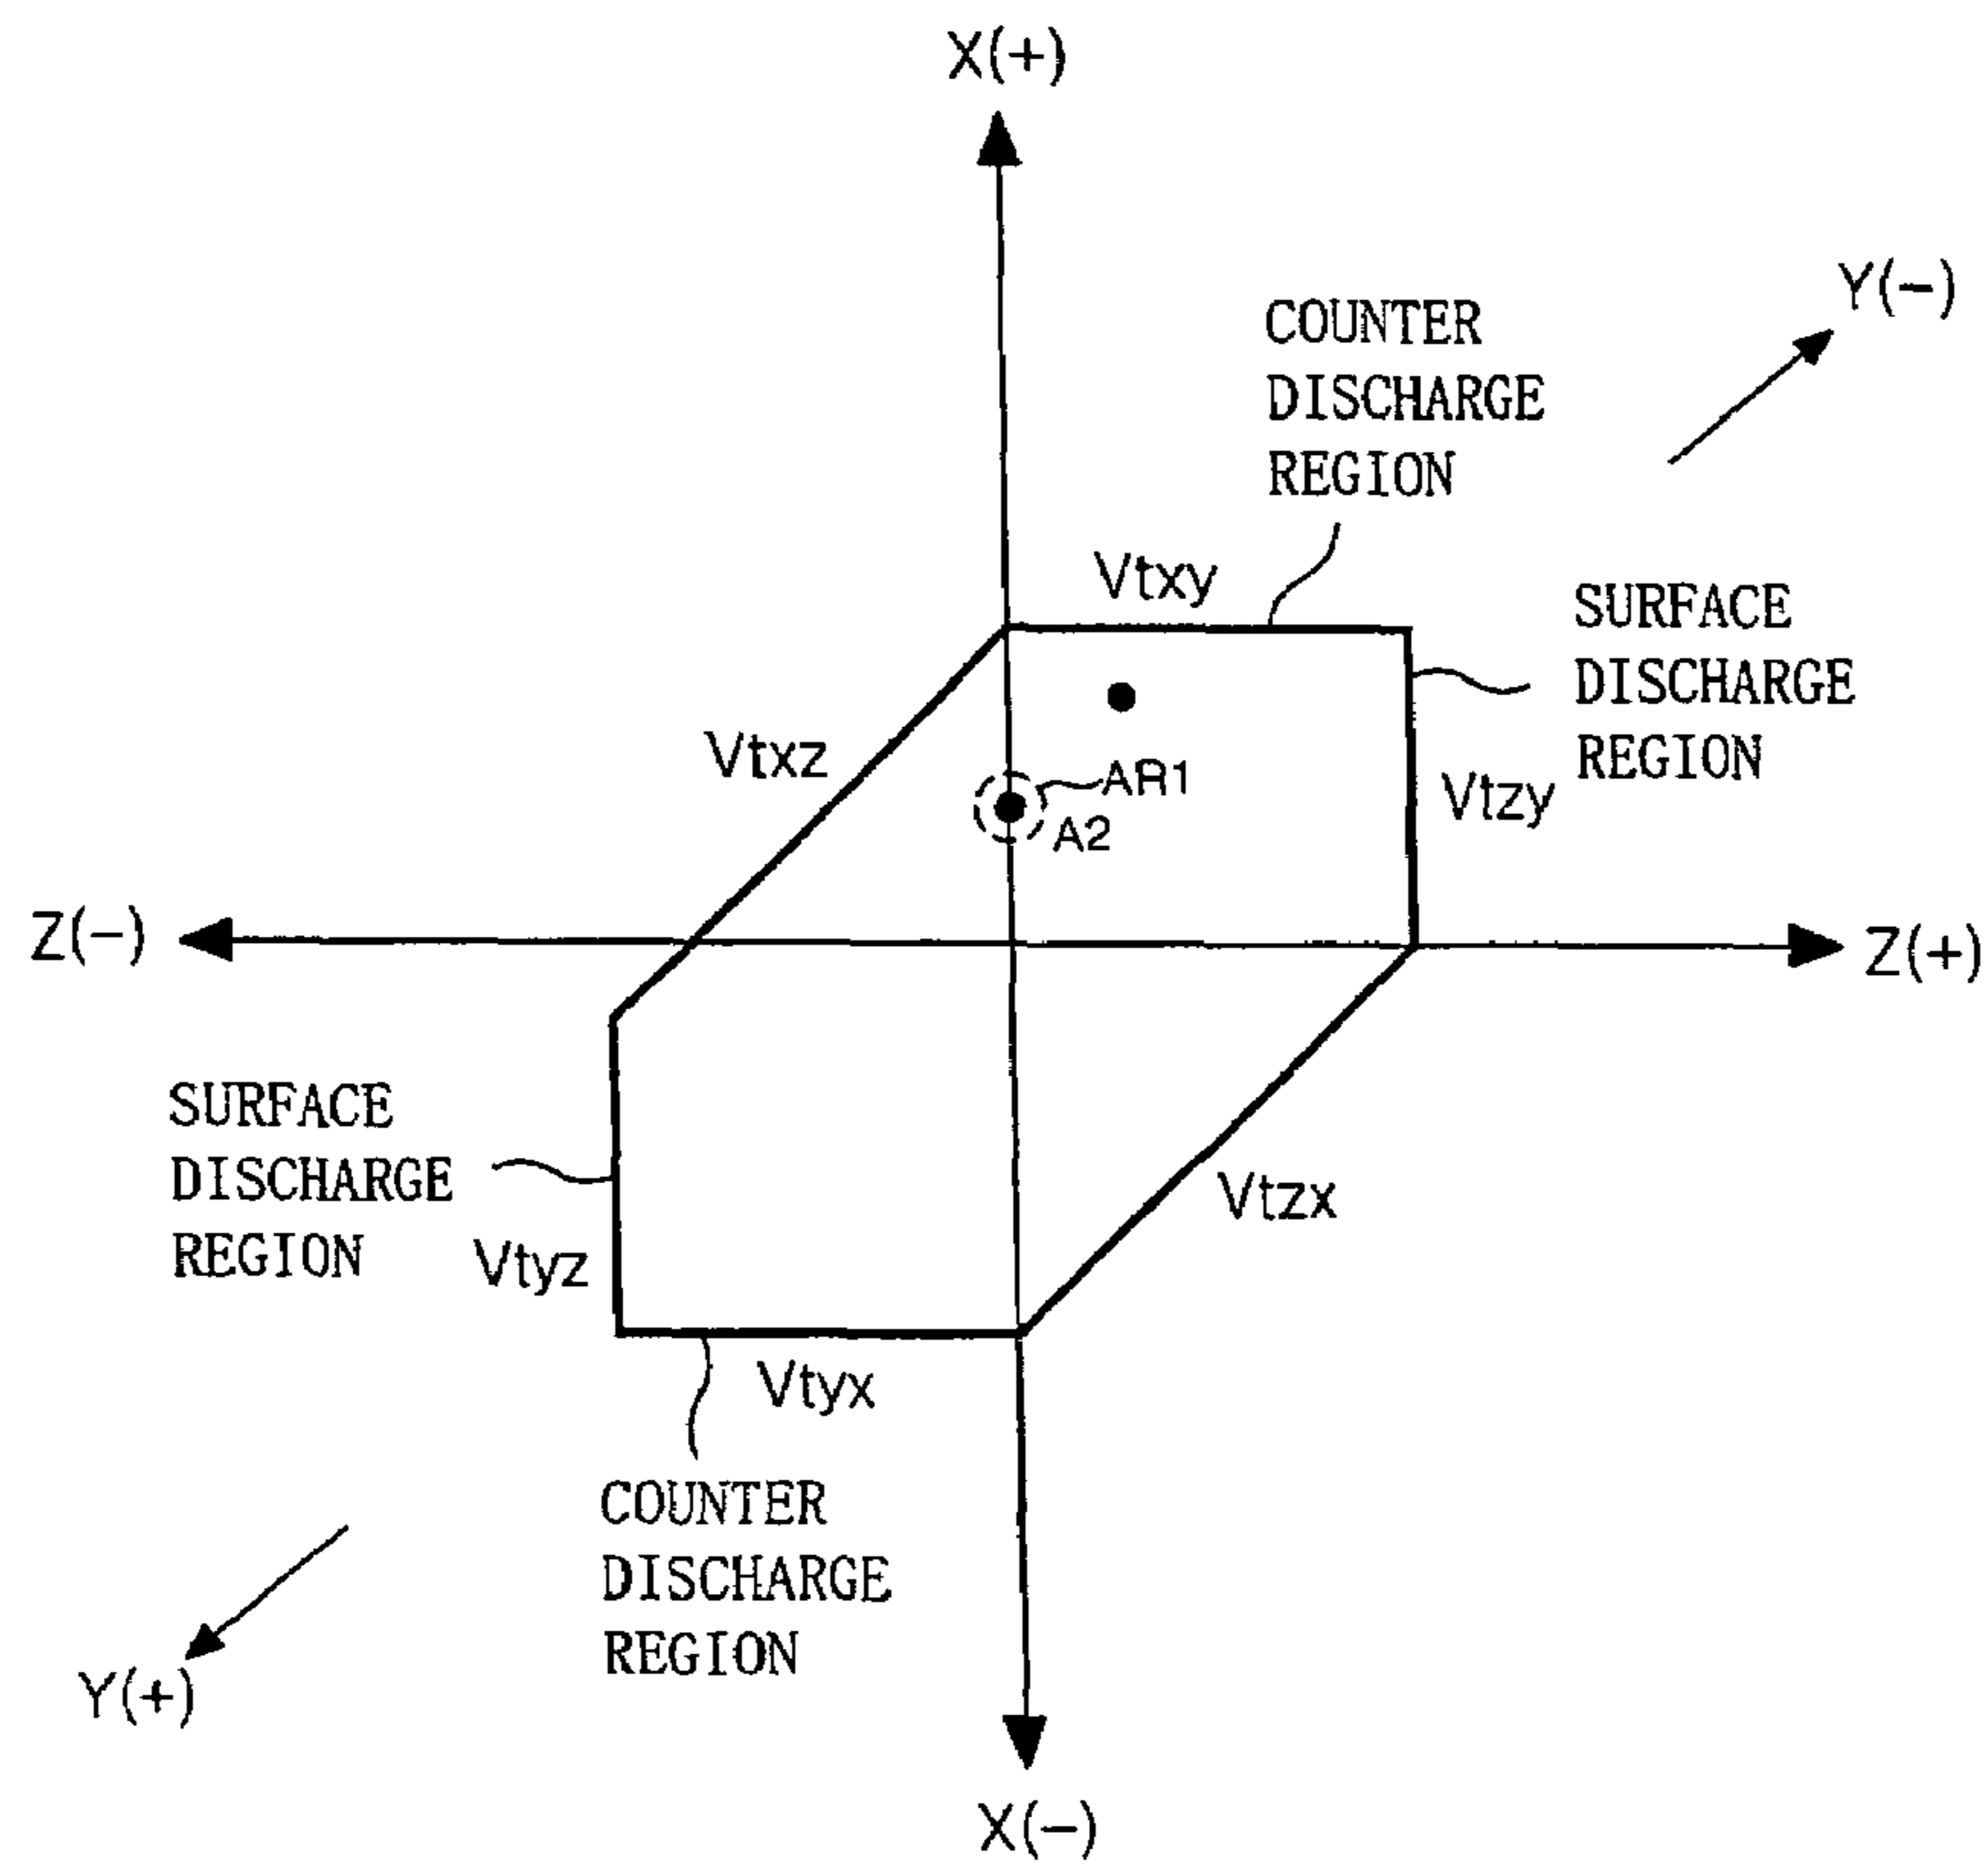 X(+)
Y(−)
COUNTER
DISCHARGE
REGION
Vtxy
SURFACE
DISCHARGE
REGION
Vtxz
AR1
Vtzy
A2
Z(−)
Z(+)
SURFACE
DISCHARGE
REGION
Vtyz
Vtzx
Vtyx
COUNTER
DISCHARGE
REGION
Y(+)
X(−)